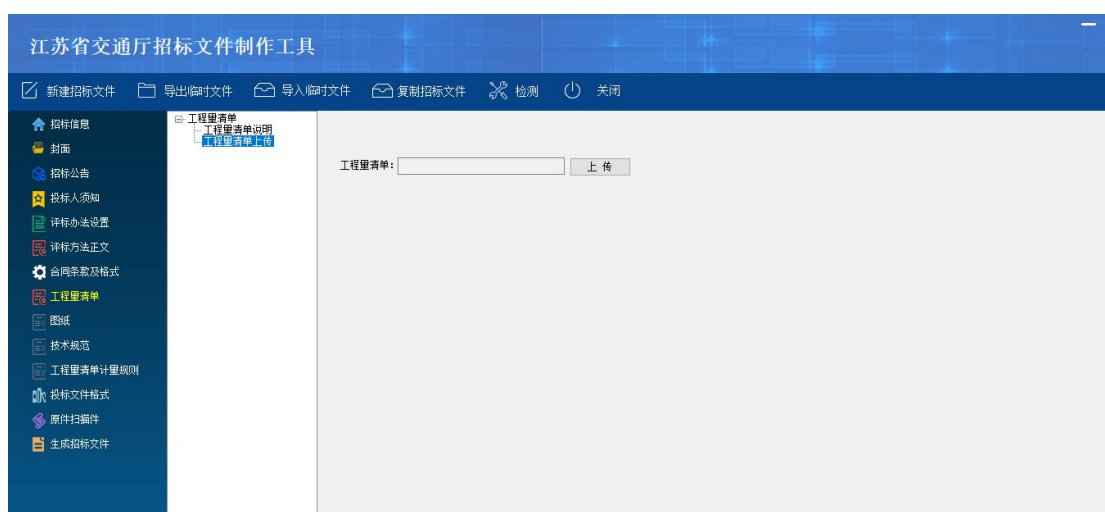 江苏省交通厅招标文件制作工具
新建招标文件 导出临时文件 导入临时文件 复制招标文件 检测 关闭
招标信息
封面
招标公告
投标人须知
评标办法设置
评标方法正文
合同条款及格式
工程量清单
图纸
技术规范
工程量清单计量规则
投标文件格式
原件扫描件
生成招标文件
工程量清单
工程量清单说明
工程量清单上传
工程量清单: 上 传